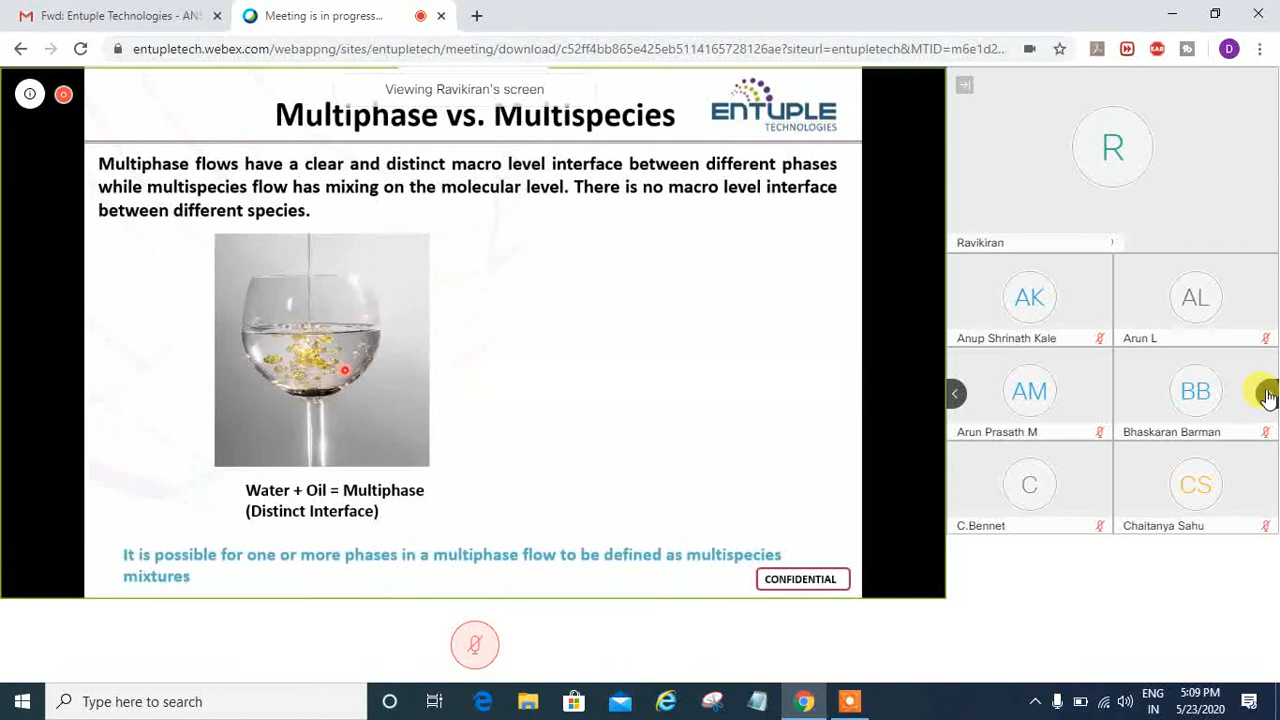 Fwd: Entuple Technologies - ANS
Meeting is in progress...
entupletech.webex.com/webappng/sites/entupletech/meeting/download/c52ff4bb865e425eb5114165728126ae?siteurl=entupletech&MTID=m6e1d2...
D
Viewing Ravikiran's screen
Multiphase vs. Multispecies
ENTUPLE
TECHNOLOGIES
Multiphase flows have a clear and distinct macro level interface between different phases
while multispecies flow has mixing on the molecular level. There is no macro level interface
between different species.
Water + Oil = Multiphase
(Distinct Interface)
It is possible for one or more phases in a multiphase flow to be defined as multispecies
mixtures
CONFIDENTIAL
R
Ravikiran
AK
Anup Shrinath Kale
AL
Arun L
AM
Arun Prasath M
BB
Bhaskaran Barman
C
C.Bennet
CS
Chaitanya Sahu
Type here to search
ENG
IN
5:09 PM
5/23/2020